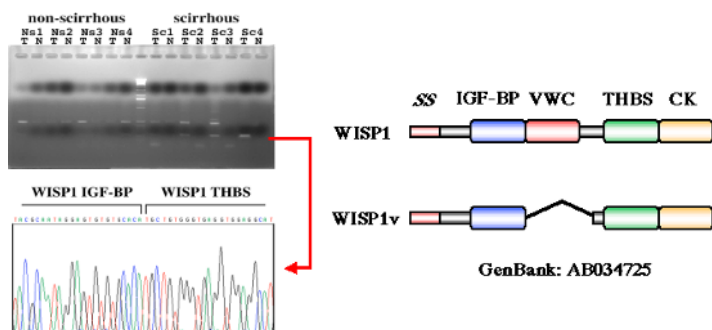 non-scirrhous scirrhous
Ns1 Ns2 Ns3 Ns4 Sc1 Sc2 Sc3 Sc4
T N T N T N T N T N T N T N T N
WISP1 IGF-BP WISP1 THBS
SS IGF-BP VWC THBS CK
WISP1
WISP1v
GenBank: AB034725